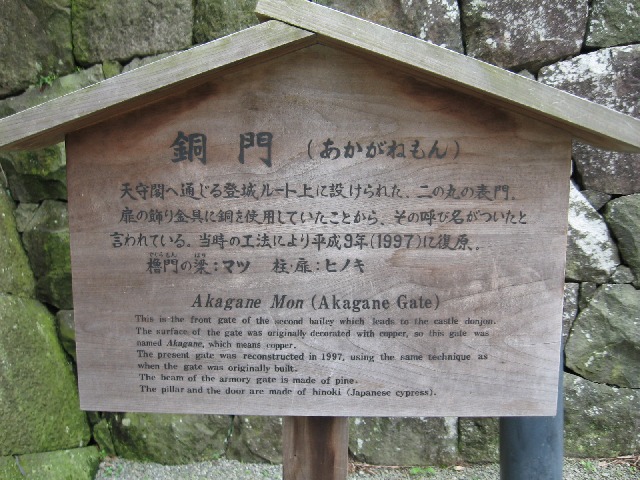 銅門 (あかがねもん)
天守閣へ通じる登城ルート上に設けられた、二の丸の表門。
扉の飾り金具に銅を使用していたことから、その呼び名がついたと
言われている。当時の工法により平成9年(1997)に復原。
櫓門の梁:マツ 柱・扉:ヒノキ
Akagane Mon (Akagane Gate)
This is the front gate of the second bailey which leads to the castle donjon.
The surface of the gate was originally decorated with copper, so this gate was
named Akagane, which means copper.
The present gate was reconstructed in 1997, using the same technique as
when the gate was originally built.
The beam of the armory gate is made of pine.
The pillar and the door are made of hinoki (Japanese cypress).